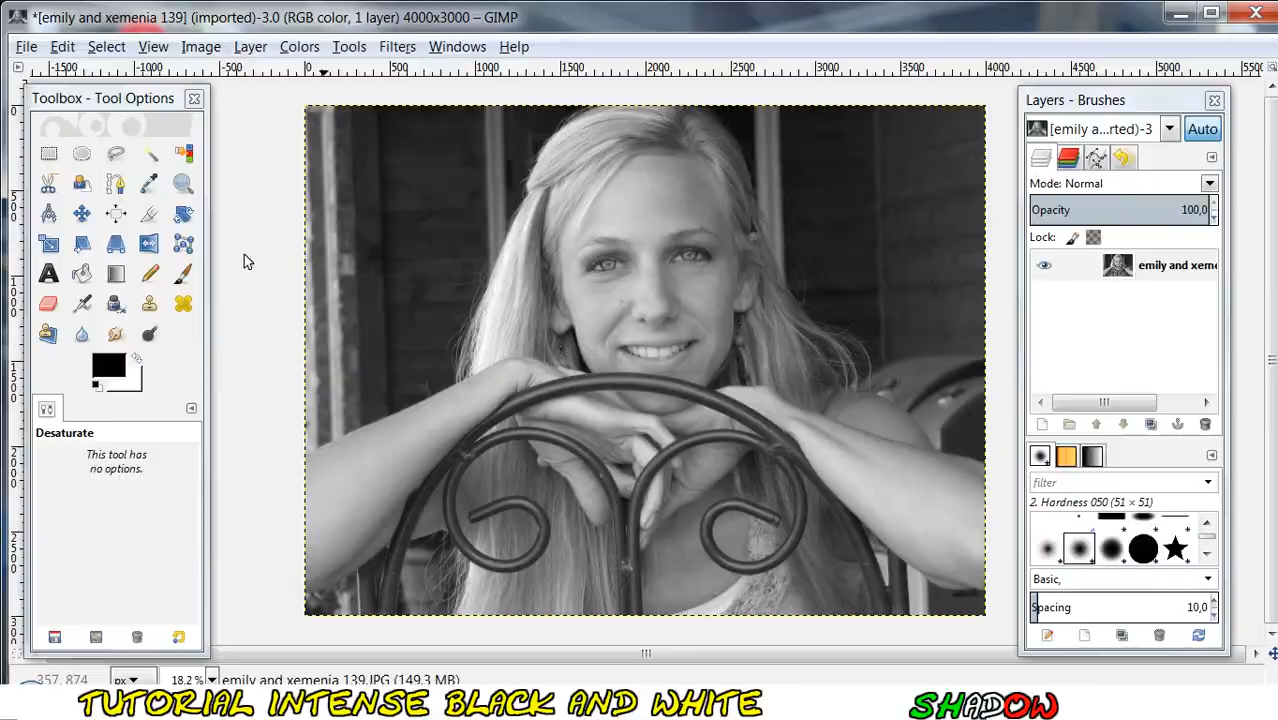 *[emily and xemenia 139] (imported)-3.0 (RGB color, 1 layer) 4000x3000 – GIMP
File Edit Select View Image Layer Colors Tools Filters Windows Help
-1500 -1000 -500 0 500 1000 1500 2000 2500 3000 3500 4000 4500 5000
Toolbox - Tool Options
Desaturate
This tool has
no options.
Layers - Brushes
[emily a...rted)-3 Auto
Mode: Normal
Opacity 100,0
Lock:
emily and xeme
filter
2. Hardness 050 (51 × 51)
Basic,
Spacing 10,0
357, 874 px 18.2 % emily and xemenia 139.JPG (149.3 MB)
TUTORIAL INTENSE BLACK AND WHITE SHADOW